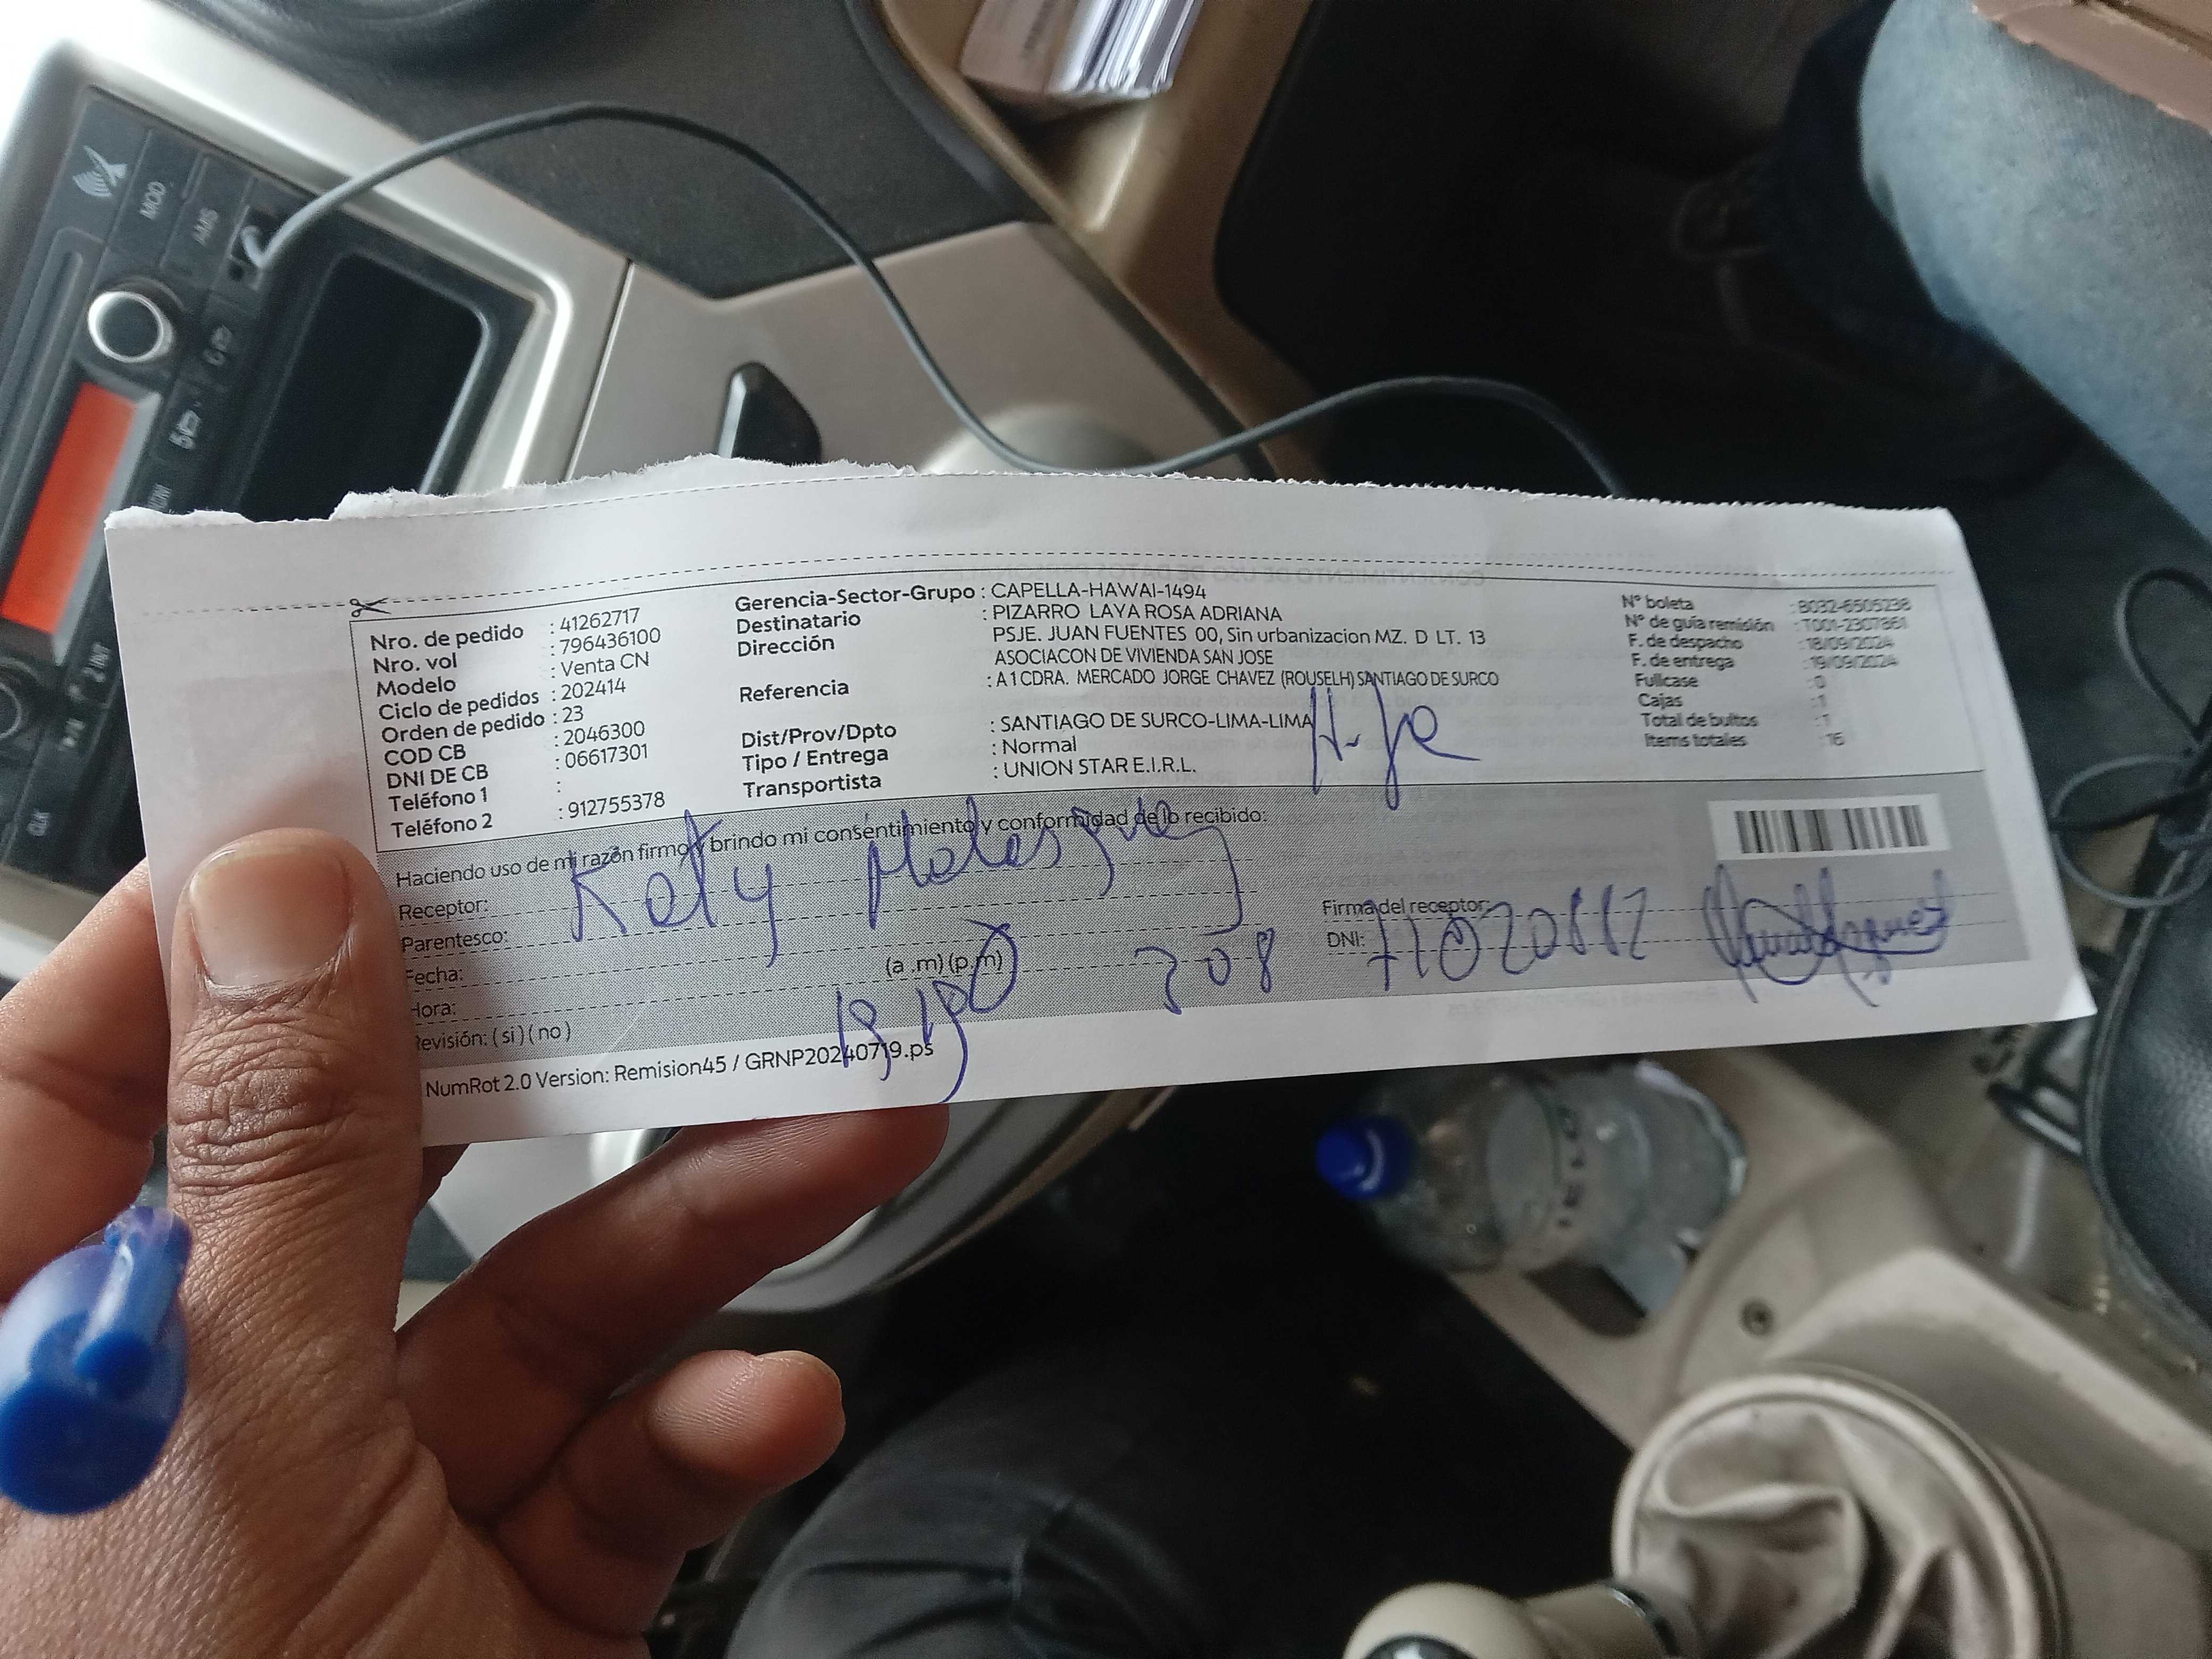 Nro. de pedido : 41262717
Nro. vol : 796436100
Modelo : Venta CN
Ciclo de pedidos : 202414
Orden de pedido : 23
COD CB : 2046300
DNI DE CB : 06617301
Teléfono 1 :
Teléfono 2 : 912755378
Gerencia-Sector-Grupo : CAPELLA-HAWAI-1494
Destinatario : PIZARRO LAYA ROSA ADRIANA
Dirección PSJE. JUAN FUENTES 00, Sin urbanizacion MZ. D LT. 13
ASOCIACON DE VIVIENDA SAN JOSE
Referencia : A 1 CDRA. MERCADO JORGE CHAVEZ (ROUSELH) SANTIAGO DE SURCO
Dist/Prov/Dpto : SANTIAGO DE SURCO-LIMA-LIMA
Tipo / Entrega : Normal
Transportista : UNION STAR E.I.R.L.
N° boleta : B032-6505238
N° de guía remisión : T001-2307861
F. de despacho : 18/09/2024
F. de entrega : 19/09/2024
Fullcase : 0
Cajas : 1
Total de bultos : 1
Items totales : 16
Haciendo uso de mi razón firmo y brindo mi consentimiento y conformidad de lo recibido:
Receptor: Katy
Parentesco:
Fecha:
Hora: (a .m) (p.m)
Revisión: ( si ) ( no )
308
Firma del receptor:
DNI:
NumRot 2.0 Version: Remision45 / GRNP20240719.ps
MOD